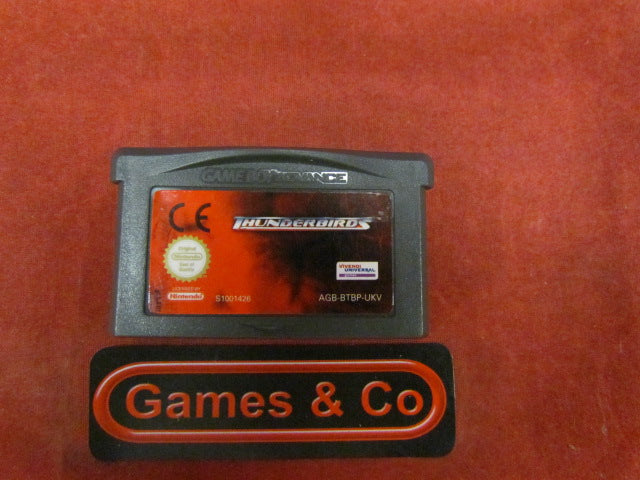 GAME BOY ADVANCE
CE
THUNDERBIRDS
Original
Nintendo
Seal of
Quality
LICENSED BY
Nintendo
S1001426
VIVENDI
UNIVERSAL
games
AGB-BTBP-UKV
Games & Co